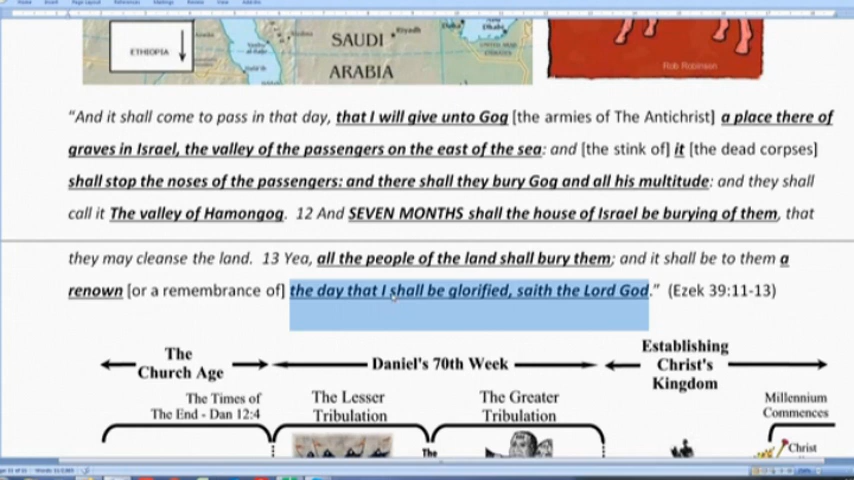 ETHIOPIA
SAUDI
Riyadh
ARABIA
Rob Robinson
"And it shall come to pass in that day, that I will give unto Gog [the armies of The Antichrist] a place there of
graves in Israel, the valley of the passengers on the east of the sea: and [the stink of] it [the dead corpses]
shall stop the noses of the passengers: and there shall they bury Gog and all his multitude: and they shall
call it The valley of Hamongog. 12 And SEVEN MONTHS shall the house of Israel be burying of them, that
they may cleanse the land. 13 Yea, all the people of the land shall bury them; and it shall be to them a
renown [or a remembrance of] the day that I shall be glorified, saith the Lord God." (Ezek 39:11-13)
The
Church Age
Daniel's 70th Week
Establishing
Christ's
Kingdom
The Times of
The End - Dan 12:4
The Lesser
Tribulation
The Greater
Tribulation
Millennium
Commences
The
Christ